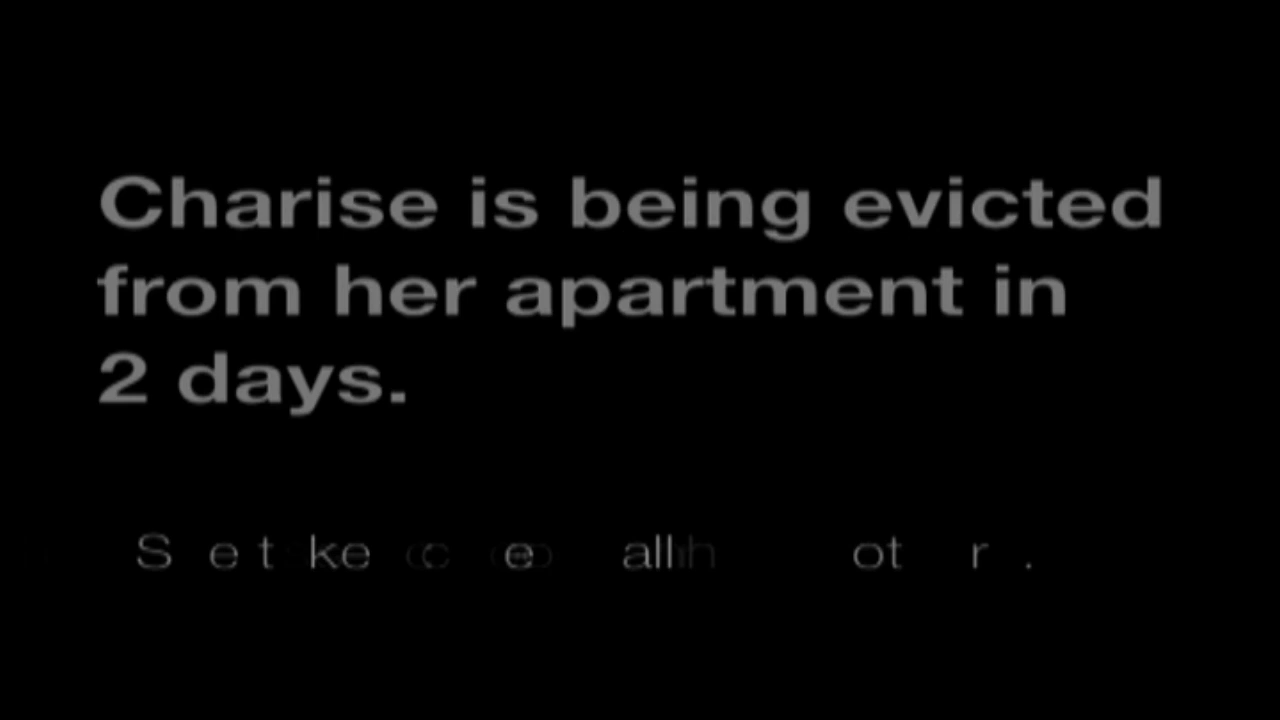 Charise is being evicted
from her apartment in
2 days.